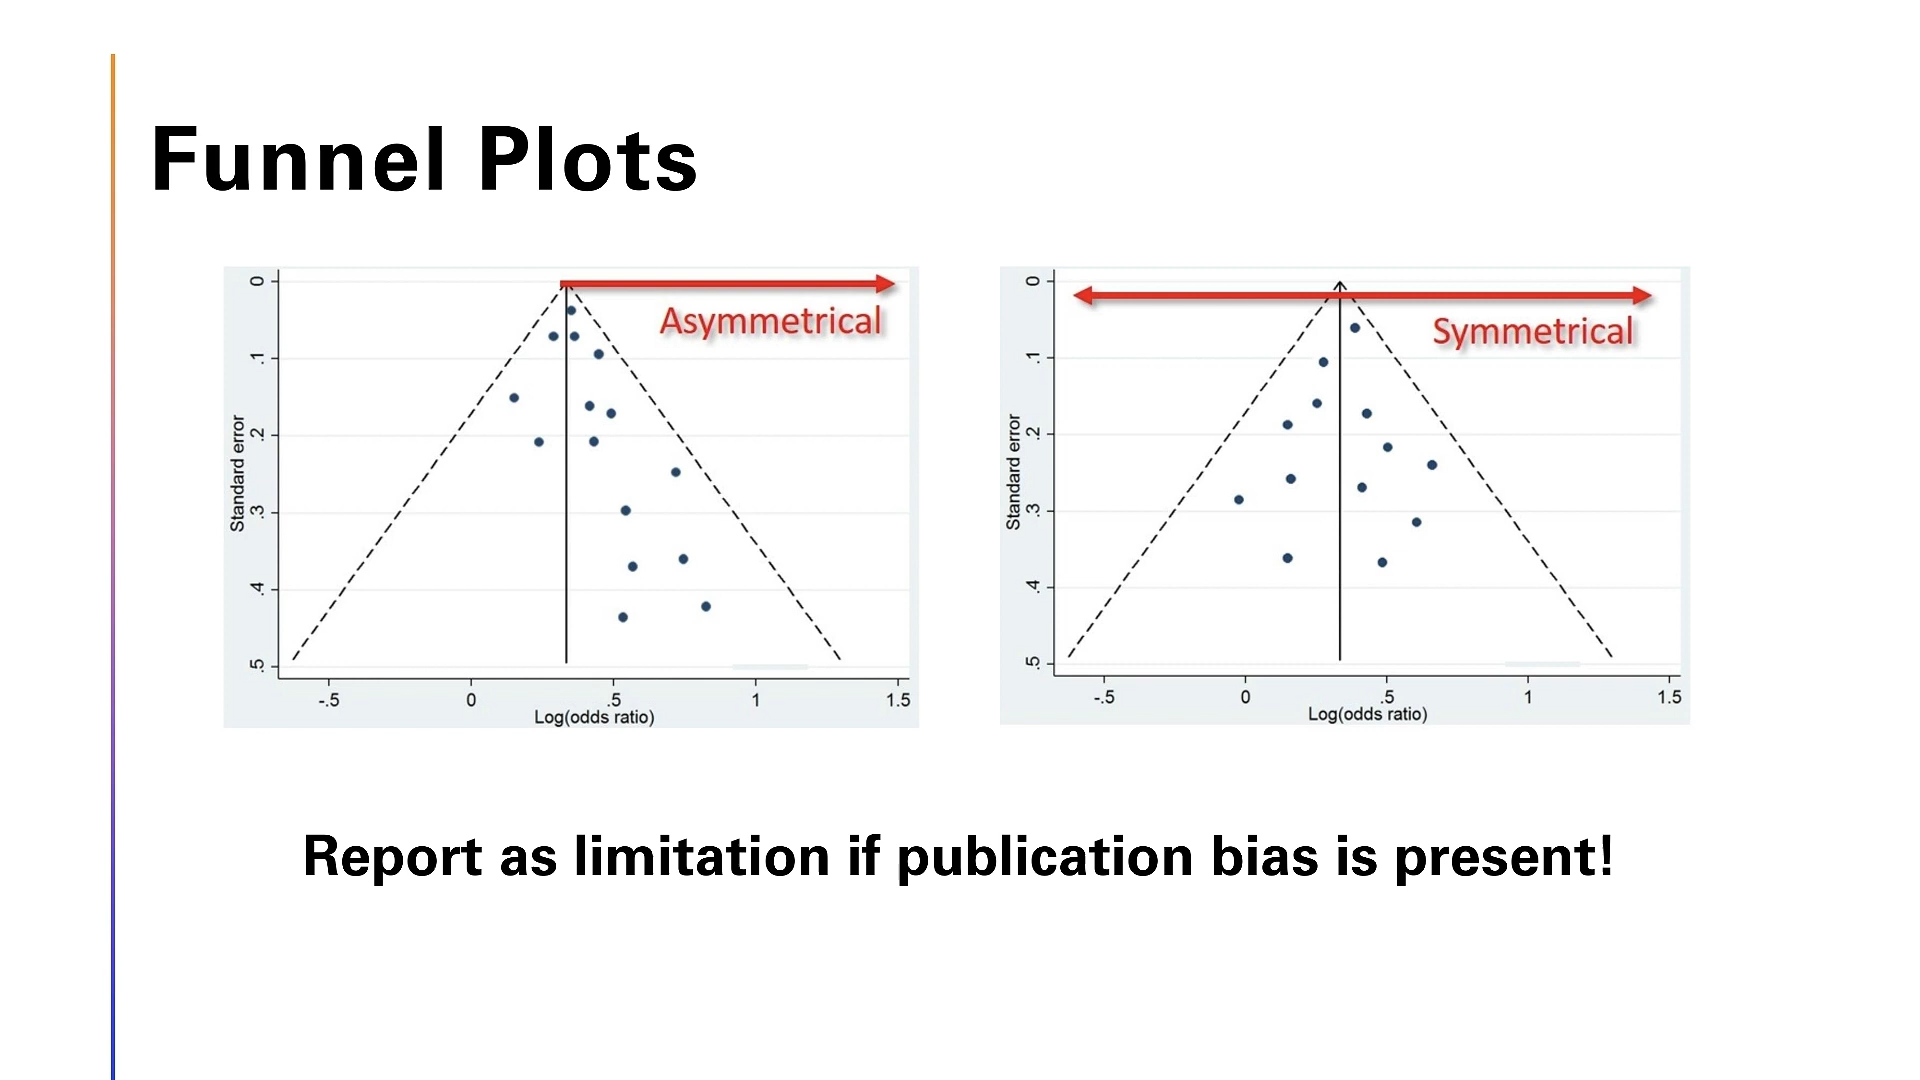 Funnel Plots
Asymmetrical
Standard error
0
.1
.2
.3
.4
.5
-.5 0 .5 1 1.5
Log(odds ratio)
Symmetrical
Standard error
0
.1
.2
.3
.4
.5
-.5 0 .5 1 1.5
Log(odds ratio)
Report as limitation if publication bias is present!